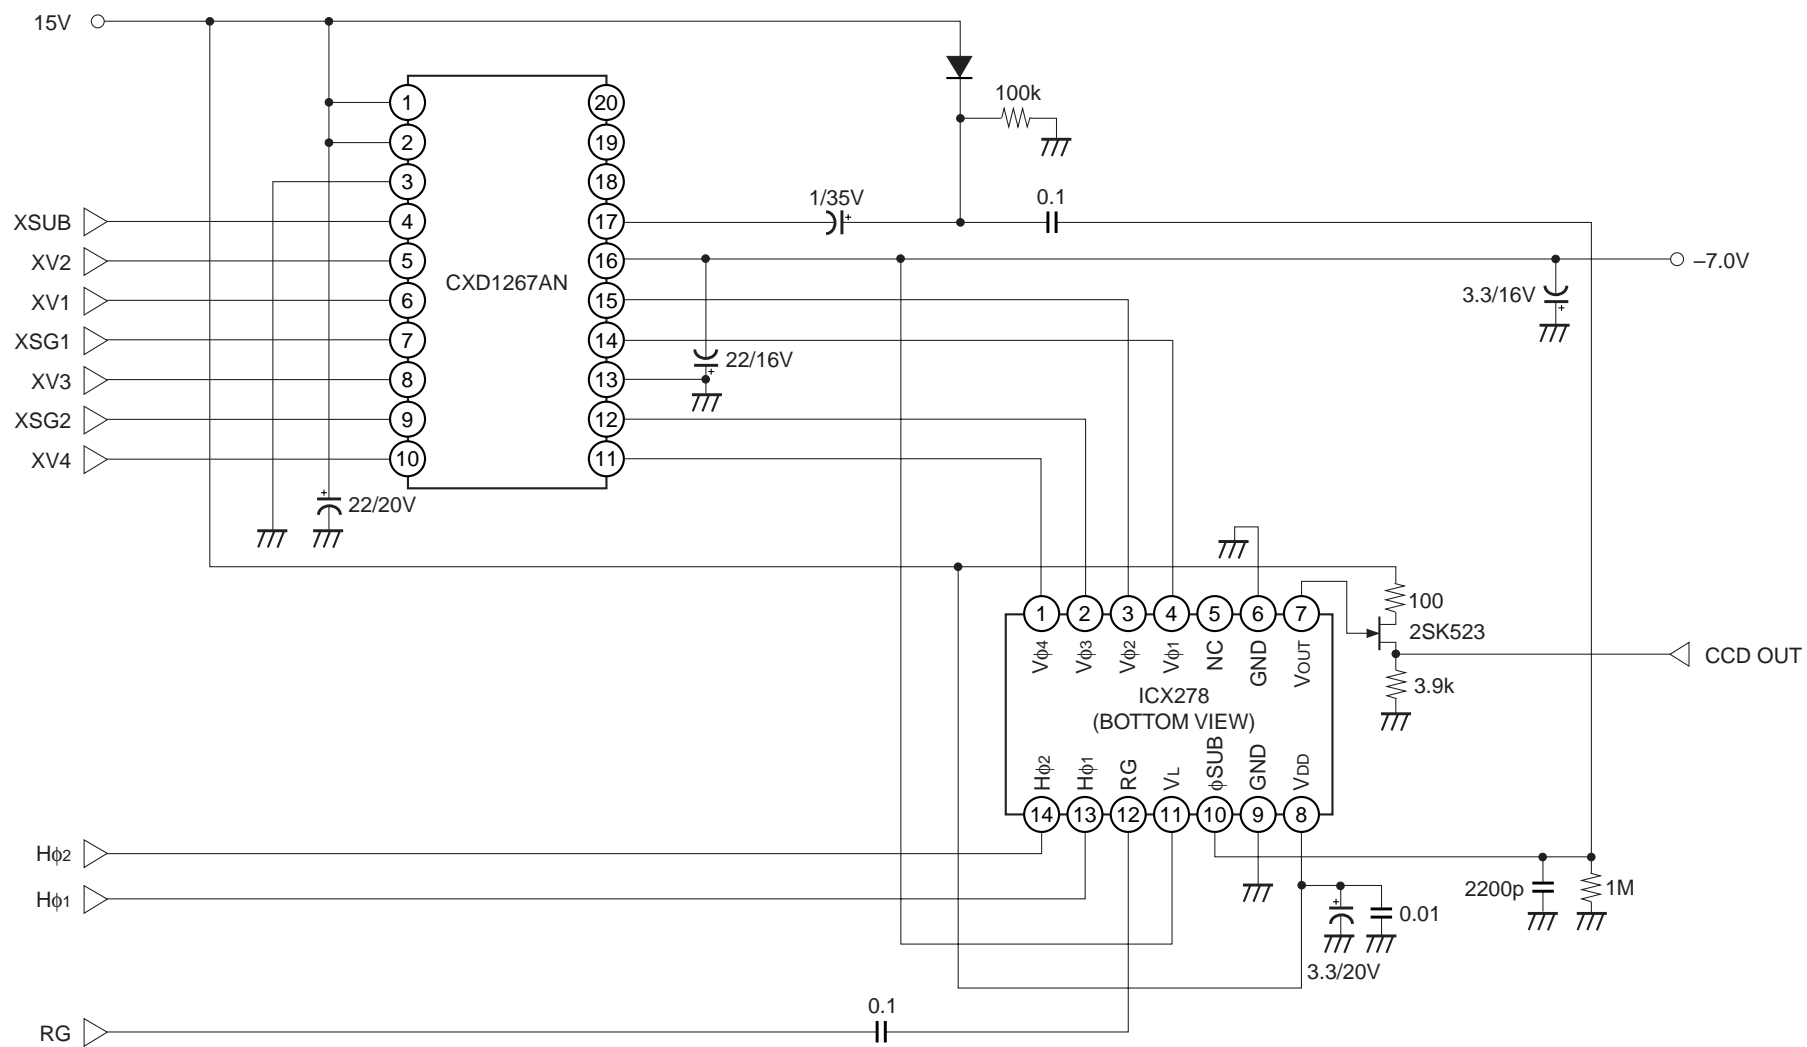 15V
1
2
3
4
5
6
7
8
9
10
20
19
18
17
16
15
14
13
12
11
CXD1267AN
XSUB
XV2
XV1
XSG1
XV3
XSG2
XV4
100k
1/35V
+
0.1
–7.0V
3.3/16V
+
22/16V
+
+
22/20V
1
2
3
4
5
6
7
Vϕ4
Vϕ3
Vϕ2
Vϕ1
NC
GND
VOUT
100
2SK523
CCD OUT
3.9k
ICX278
(BOTTOM VIEW)
Hϕ2
Hϕ1
RG
VL
ϕSUB
GND
VDD
14
13
12
11
10
9
8
Hϕ2
Hϕ1
2200p
1M
+
0.01
3.3/20V
0.1
RG